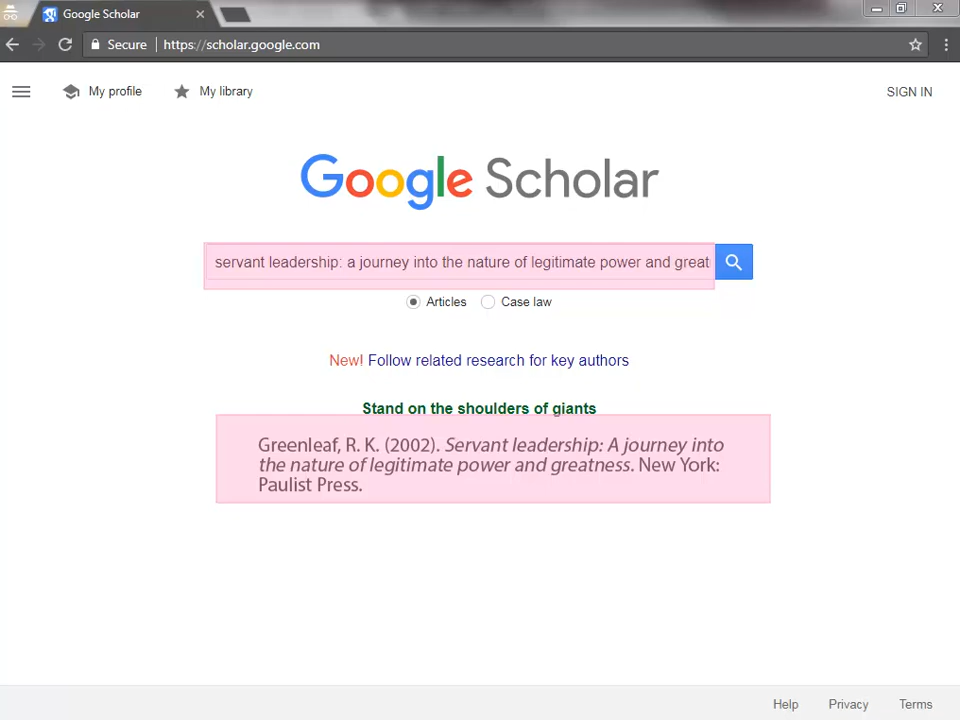 Google Scholar
Secure https://scholar.google.com
My profile My library SIGN IN
Google Scholar
servant leadership: a journey into the nature of legitimate power and great
Articles Case law
New! Follow related research for key authors
Stand on the shoulders of giants
Greenleaf, R. K. (2002). Servant leadership: A journey into
the nature of legitimate power and greatness. New York:
Paulist Press.
Help Privacy Terms